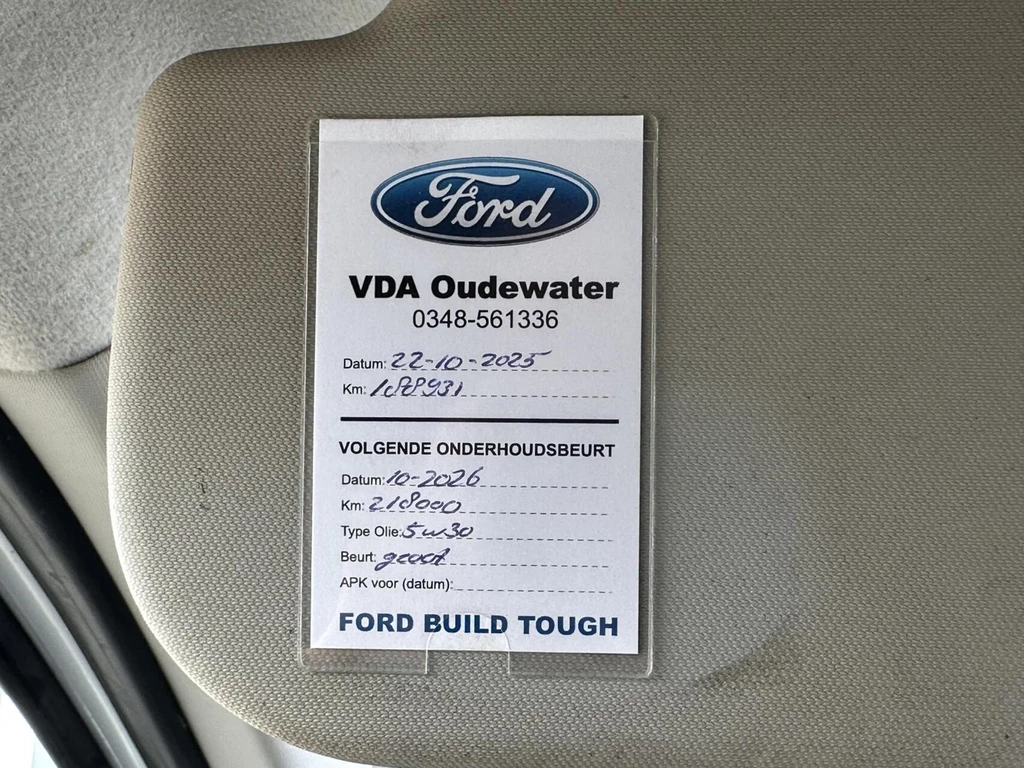 Ford
VDA Oudewater
0348-561336
Datum: 22-10-2025
Km: 188931
VOLGENDE ONDERHOUDSBEURT
Datum: 10-2026
Km: 218000
Type Olie: 5w30
Beurt: groot
APK voor (datum):
FORD BUILD TOUGH